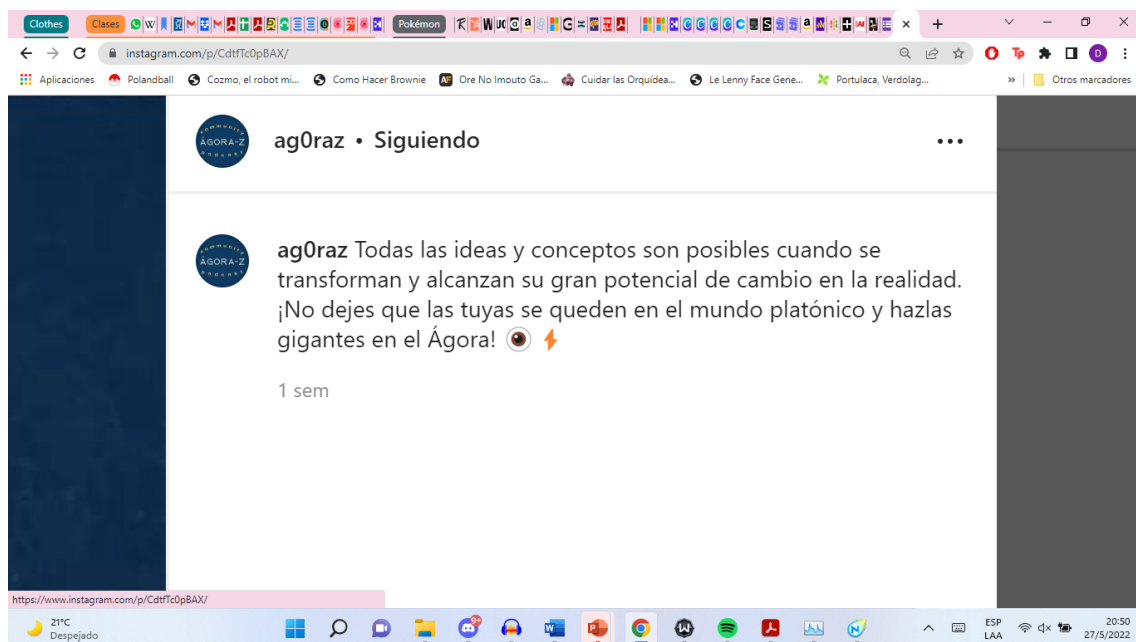 Clothes Clases Pokémon
instagram.com/p/CdtfTc0pBAX/
Aplicaciones Polandball Cozmo, el robot mi... Como Hacer Brownie Ore No Imouto Ga... Cuidar las Orquídea... Le Lenny Face Gene... Portulaca, Verdolag... » Otros marcadores
community
ÁGORA-Z
podcast
ag0raz • Siguiendo
ÁGORA-Z
ag0raz Todas las ideas y conceptos son posibles cuando se
transforman y alcanzan su gran potencial de cambio en la realidad.
¡No dejes que las tuyas se queden en el mundo platónico y hazlas
gigantes en el Ágora! 👁️⚡
1 sem
https://www.instagram.com/p/CdtfTc0pBAX/
21°C
Despejado
ESP
LAA
20:50
27/5/2022